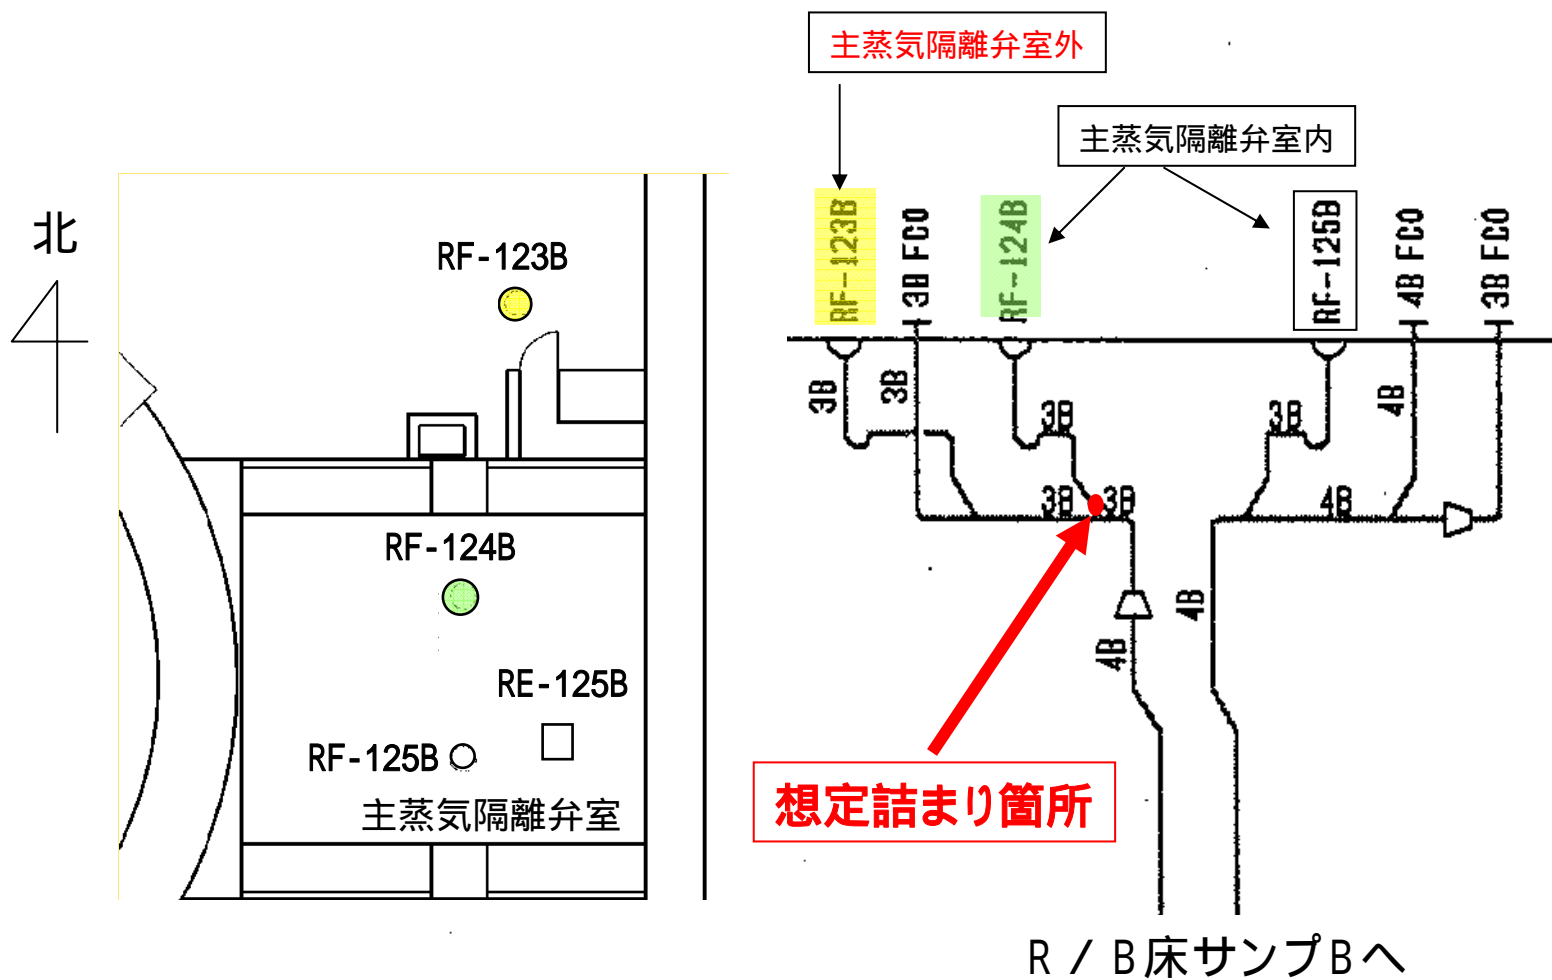 主蒸気隔離弁室外
主蒸気隔離弁室内
北
RF-123B
RF-124B
RE-125B
RF-125B
主蒸気隔離弁室
RF-123B
3B FCO
RF-124B
RF-125B
4B FCO
3B FCO
3B
3B
3B
3B
4B
3B
3B
4B
4B
4B
想定詰まり箇所
R/B床サンプBへ